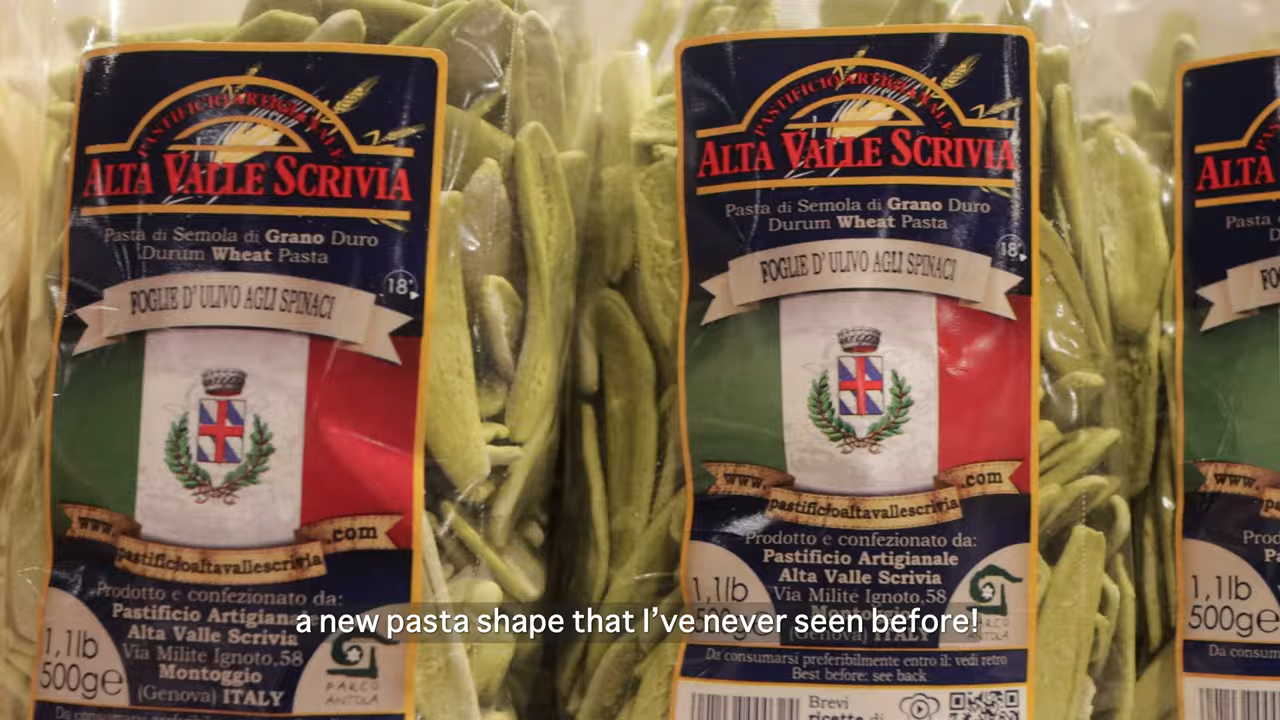 PASTIFICIO ARTIGIANALE
ALTA VALLE SCRIVIA
Pasta di Semola di Grano Duro
Durum Wheat Pasta
FOGLIE D'ULIVO AGLI SPINACI
18'
www.
pastificioaltavallescrivia
.com
Prodotto e confezionato da:
Pastificio Artigianale
Alta Valle Scrivia
Via Milite Ignoto,58
Montoggio
(Genova) ITALY
1,1lb
500g℮
PARCO
ANTOLA
PASTIFICIO ARTIGIANALE
ALTA VALLE SCRIVIA
Pasta di Semola di Grano Duro
Durum Wheat Pasta
FOGLIE D'ULIVO AGLI SPINACI
18'
www.
pastificioaltavallescrivia
.com
Prodotto e confezionato da:
Pastificio Artigianale
Alta Valle Scrivia
Via Milite Ignoto,58
Montoggio
(Genova) ITALY
1,1lb
500g
Da consumarsi preferibilmente entro il: vedi retro
Best before: see back
Brevi
ricette di
ALTA
Pasta
www.
1,1lb
500g℮
Da consum
a new pasta shape that I've never seen before!